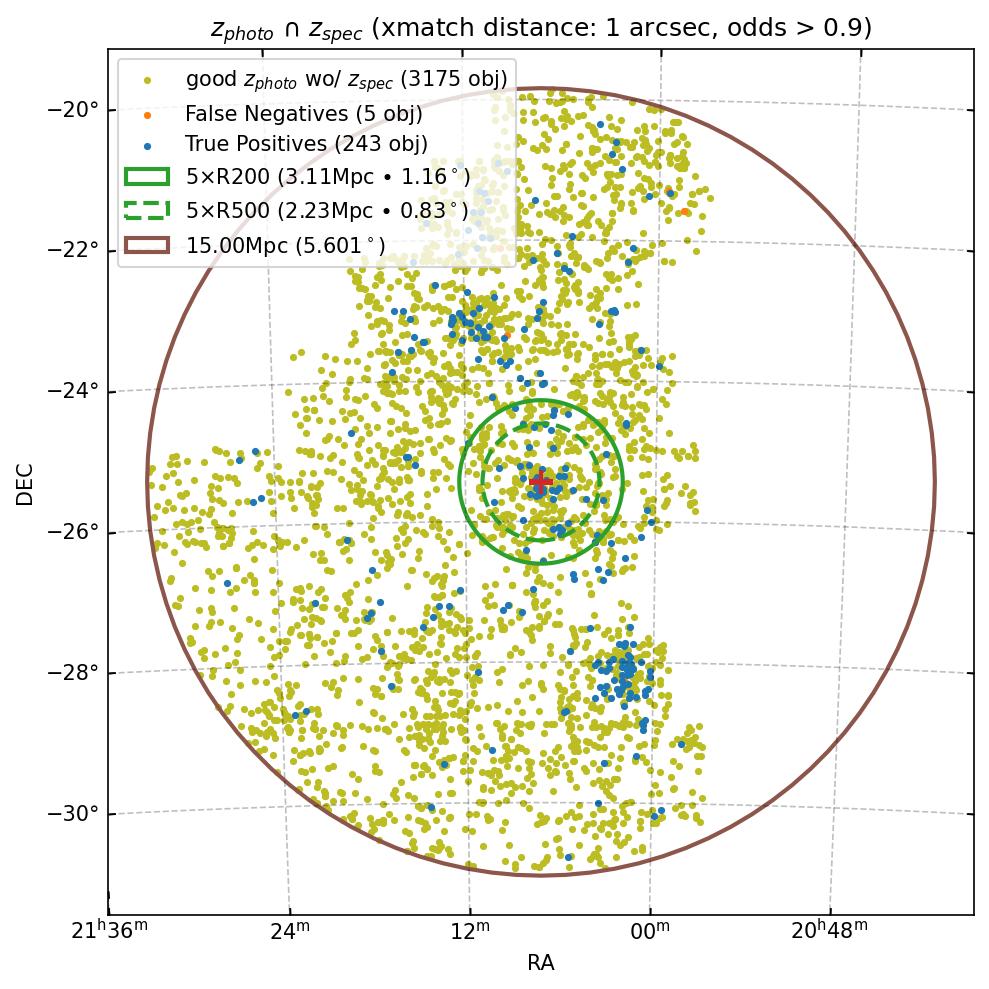 z_photo ∩ z_spec (xmatch distance: 1 arcsec, odds > 0.9)
good z_photo wo/ z_spec (3175 obj)
False Negatives (5 obj)
True Positives (243 obj)
5×R200 (3.11Mpc • 1.16°)
5×R500 (2.23Mpc • 0.83°)
15.00Mpc (5.601°)
−20°
−22°
−24°
−26°
−28°
−30°
DEC
21ʰ36ᵐ 24ᵐ 12ᵐ 00ᵐ 20ʰ48ᵐ
RA